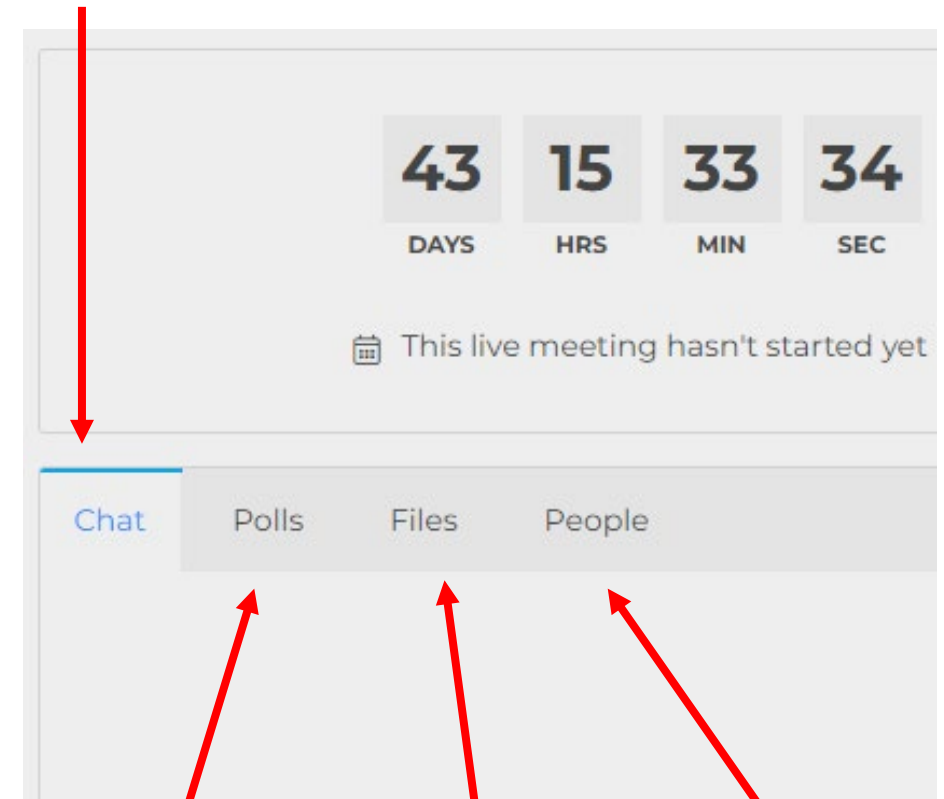 43 15 33 34
DAYS HRS MIN SEC
This live meeting hasn't started yet
Chat Polls Files People